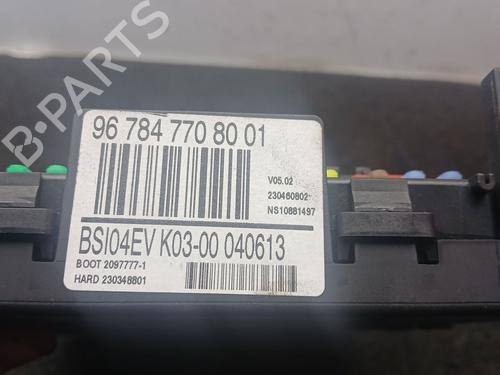 B-PARTS
96 784 770 80 01
V05.02
230460802
NS10881497
BSI04EV K03-00 040613
BOOT 2097777-1
HARD 230348801